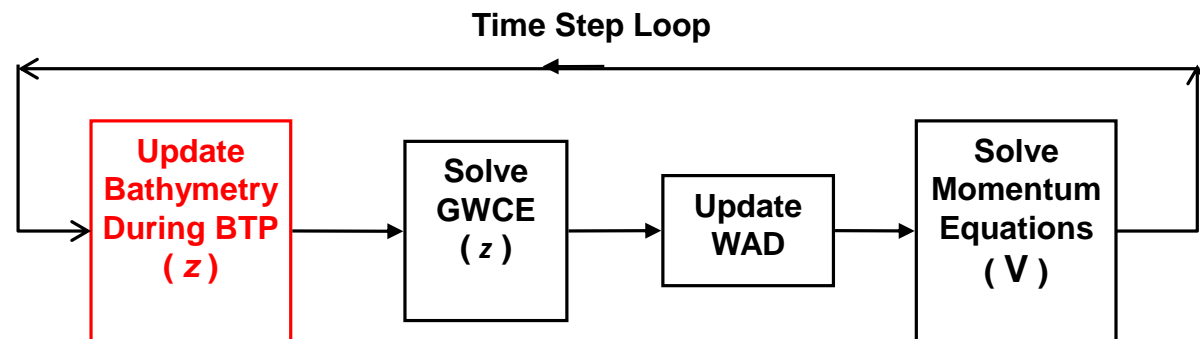 Time Step Loop
Update
Bathymetry
During BTP
( z )
Solve
GWCE
( z )
Update
WAD
Solve
Momentum
Equations
( V )